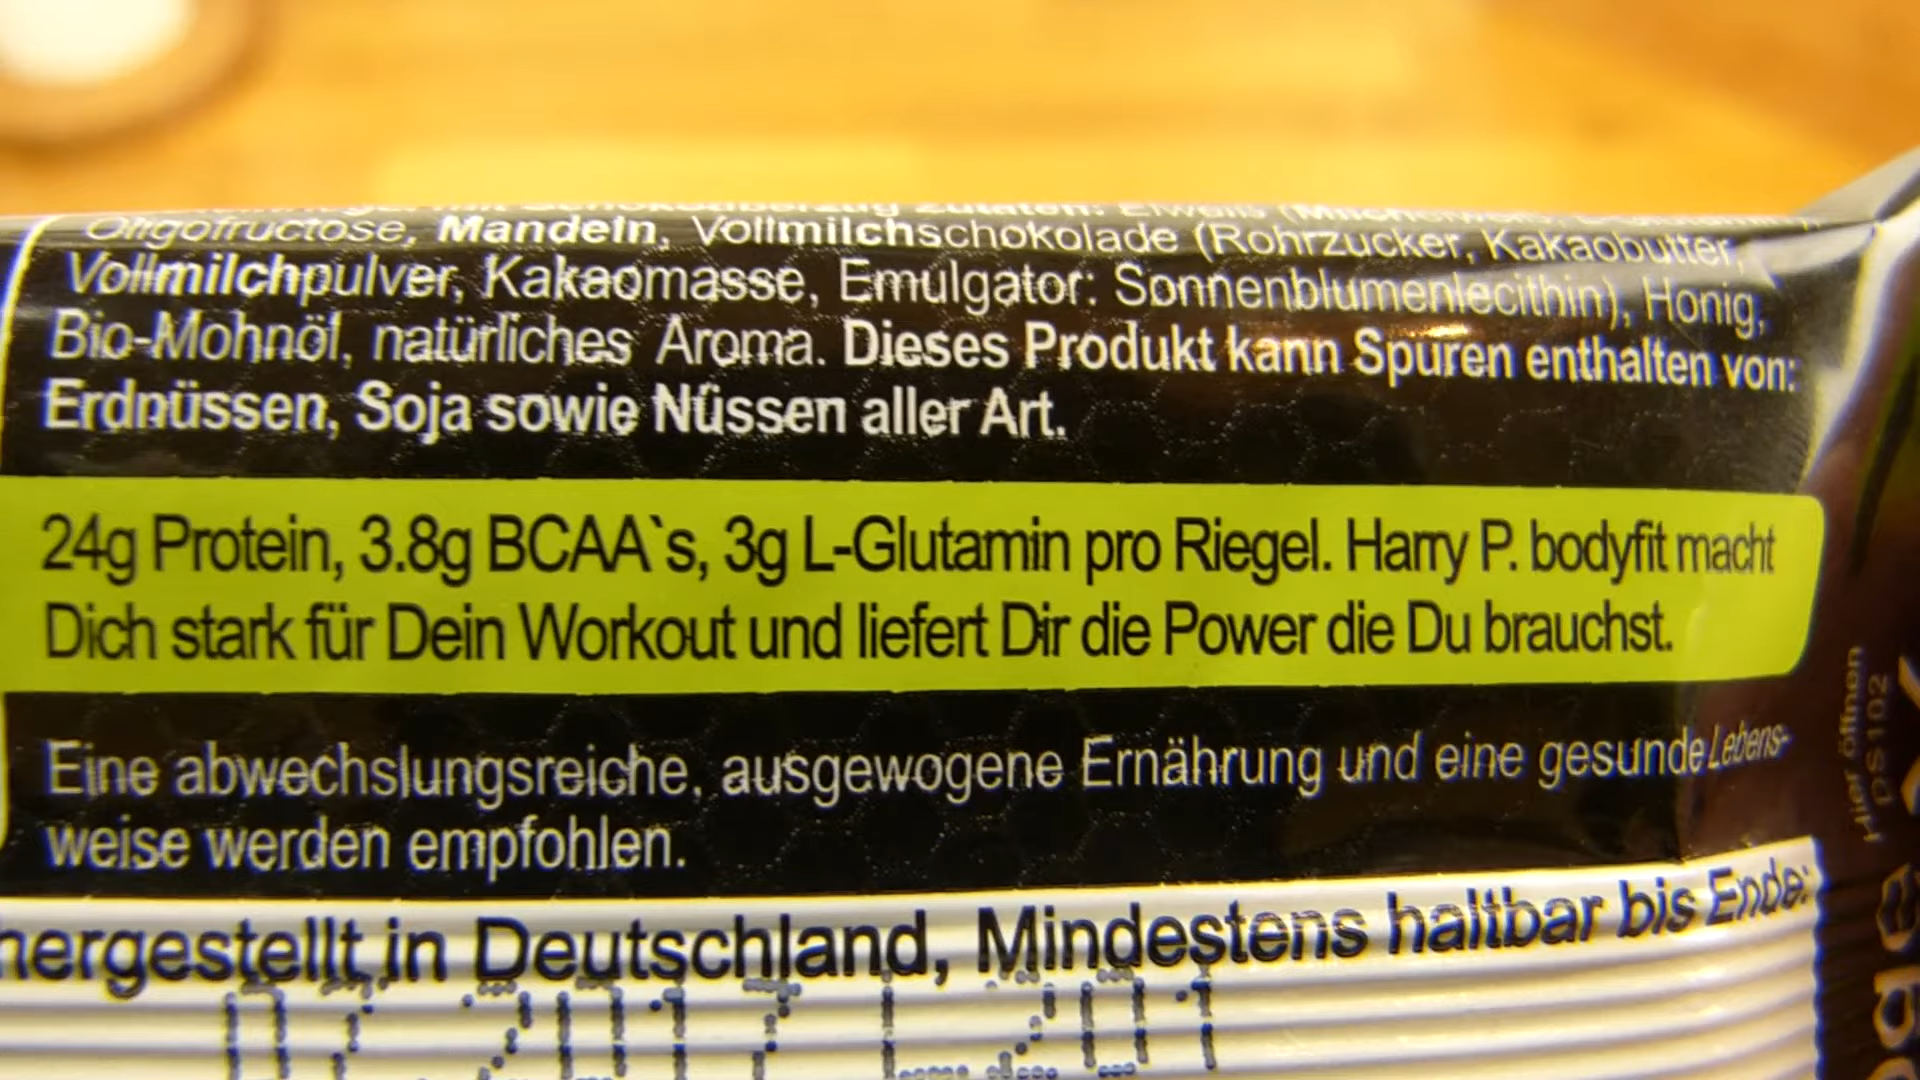 Oligofructose, Mandeln, Vollmilchschokolade (Rohrzucker, Kakaobutter,
Vollmilchpulver, Kakaomasse, Emulgator: Sonnenblumenlecithin), Honig,
Bio-Mohnöl, natürliches Aroma. Dieses Produkt kann Spuren enthalten von:
Erdnüssen, Soja sowie Nüssen aller Art.
24g Protein, 3.8g BCAA`s, 3g L-Glutamin pro Riegel. Harry P. bodyfit macht
Dich stark für Dein Workout und liefert Dir die Power die Du brauchst.
Eine abwechslungsreiche, ausgewogene Ernährung und eine gesunde Lebens-
weise werden empfohlen.
hergestellt in Deutschland, Mindestens haltbar bis Ende:
2017 L201
Hier öffnen
DS102